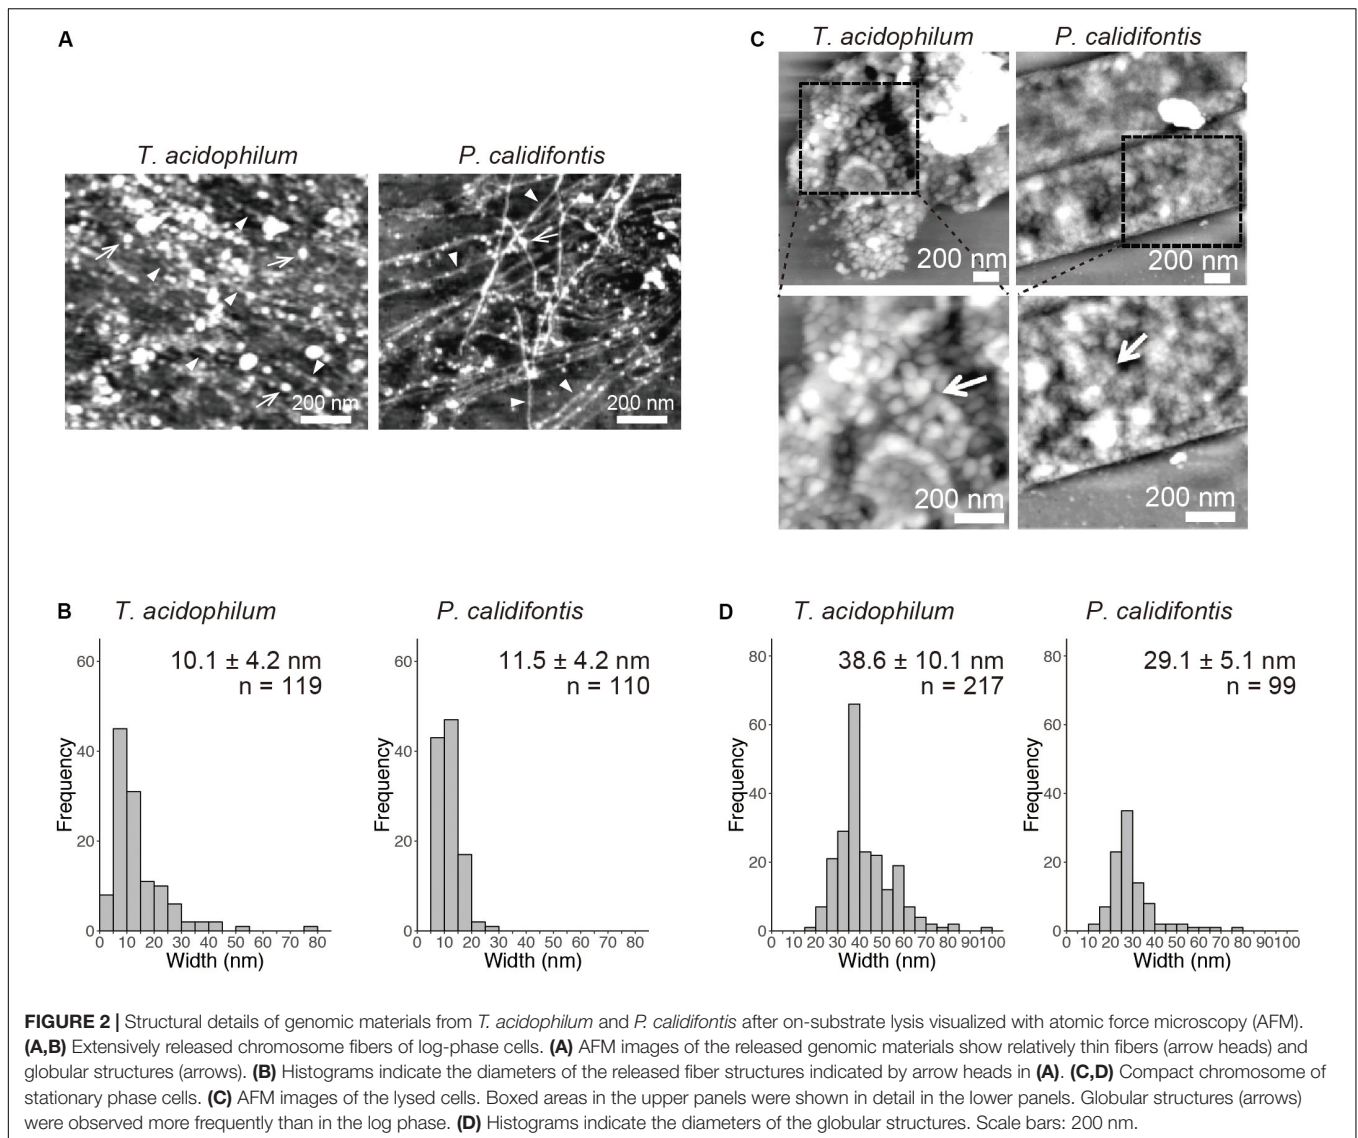 A
T. acidophilum
P. calidifontis
200 nm
200 nm
C
T. acidophilum
P. calidifontis
200 nm
200 nm
200 nm
200 nm
B
T. acidophilum
10.1 ± 4.2 nm
n = 119
Frequency
60
40
20
0
0 10 20 30 40 50 60 70 80
Width (nm)
P. calidifontis
11.5 ± 4.2 nm
n = 110
Frequency
60
40
20
0
0 10 20 30 40 50 60 70 80
Width (nm)
D
T. acidophilum
38.6 ± 10.1 nm
n = 217
Frequency
80
60
40
20
0
0 10 20 30 40 50 60 70 80 90 100
Width (nm)
P. calidifontis
29.1 ± 5.1 nm
n = 99
Frequency
80
60
40
20
0
0 10 20 30 40 50 60 70 80 90 100
Width (nm)
FIGURE 2 | Structural details of genomic materials from T. acidophilum and P. calidifontis after on-substrate lysis visualized with atomic force microscopy (AFM).
(A,B) Extensively released chromosome fibers of log-phase cells. (A) AFM images of the released genomic materials show relatively thin fibers (arrow heads) and
globular structures (arrows). (B) Histograms indicate the diameters of the released fiber structures indicated by arrow heads in (A). (C,D) Compact chromosome of
stationary phase cells. (C) AFM images of the lysed cells. Boxed areas in the upper panels were shown in detail in the lower panels. Globular structures (arrows)
were observed more frequently than in the log phase. (D) Histograms indicate the diameters of the globular structures. Scale bars: 200 nm.